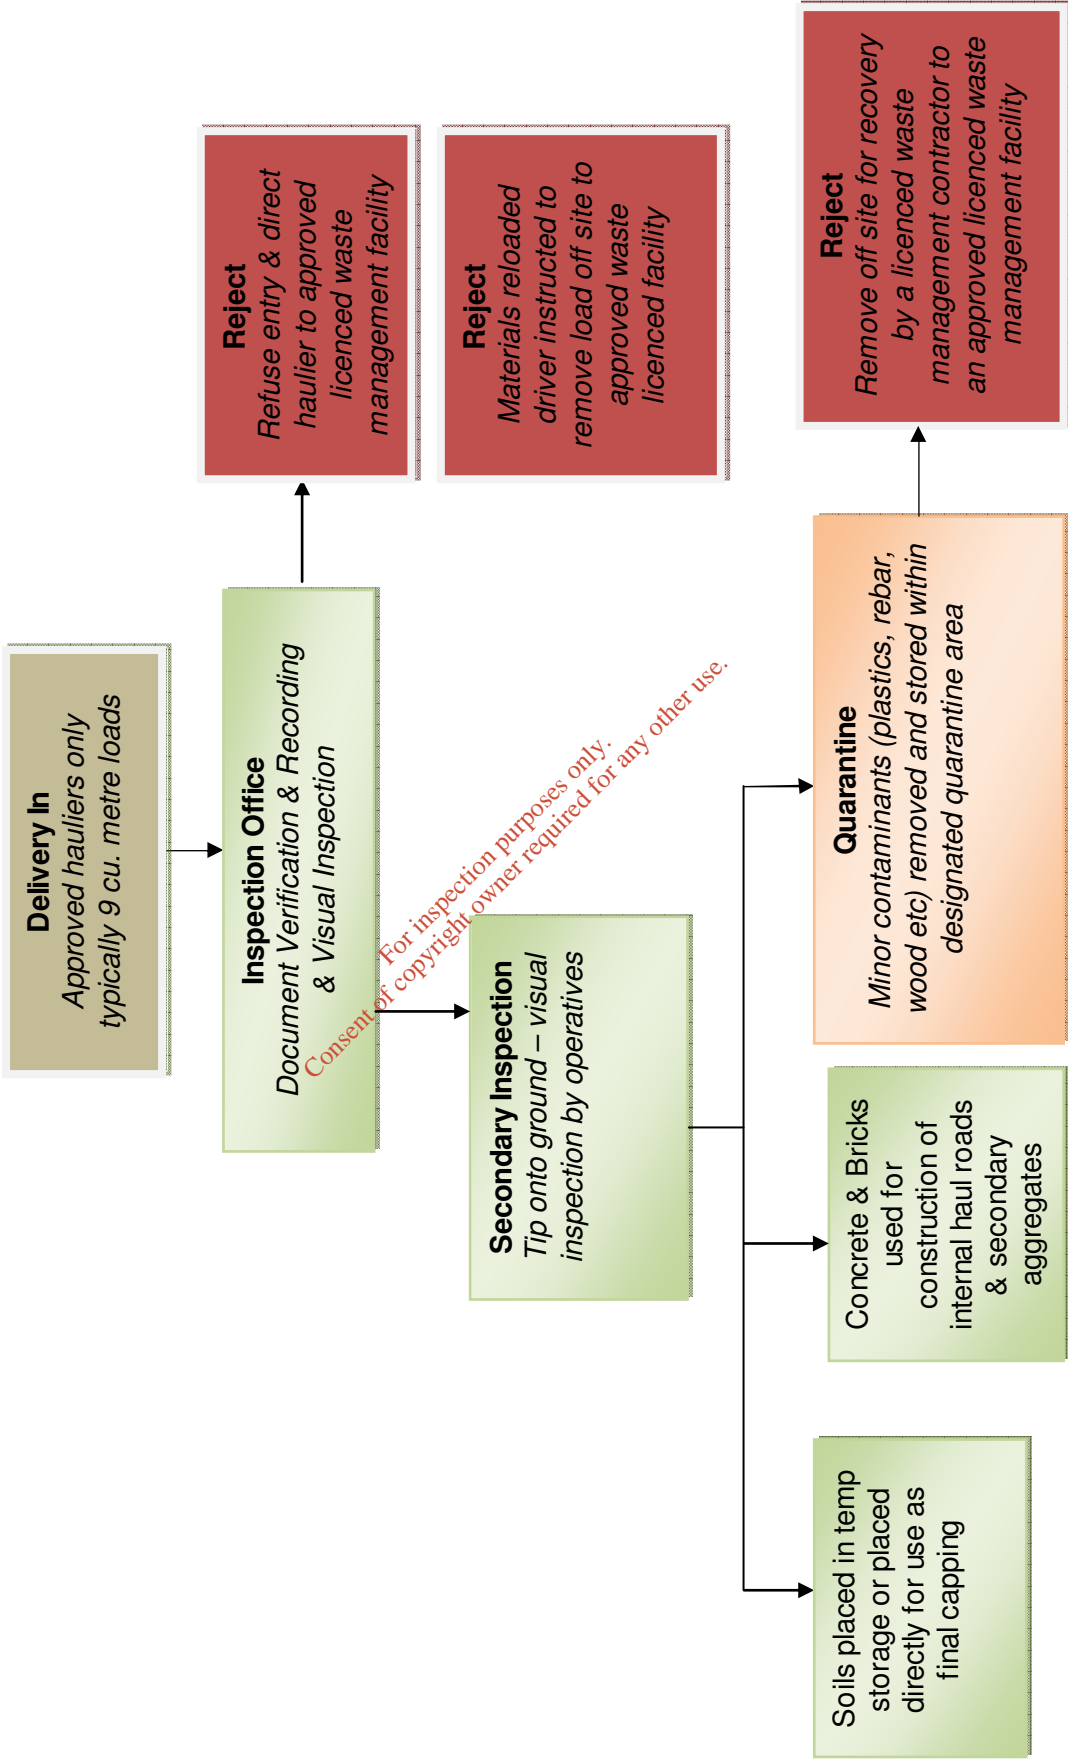 Delivery In
Approved hauliers only
typically 9 cu. metre loads
Inspection Office
Document Verification & Recording
& Visual Inspection
Reject
Refuse entry & direct
haulier to approved
licenced waste
management facility
Secondary Inspection
Tip onto ground – visual
inspection by operatives
Reject
Materials reloaded
driver instructed to
remove load off site to
approved waste
licenced facility
Soils placed in temp
storage or placed
directly for use as
final capping
Concrete & Bricks
used for
construction of
internal haul roads
& secondary
aggregates
Quarantine
Minor contaminants (plastics, rebar,
wood etc) removed and stored within
designated quarantine area
Reject
Remove off site for recovery
by a licenced waste
management contractor to
an approved licenced waste
management facility
For inspection purposes only.
Consent of copyright owner required for any other use.